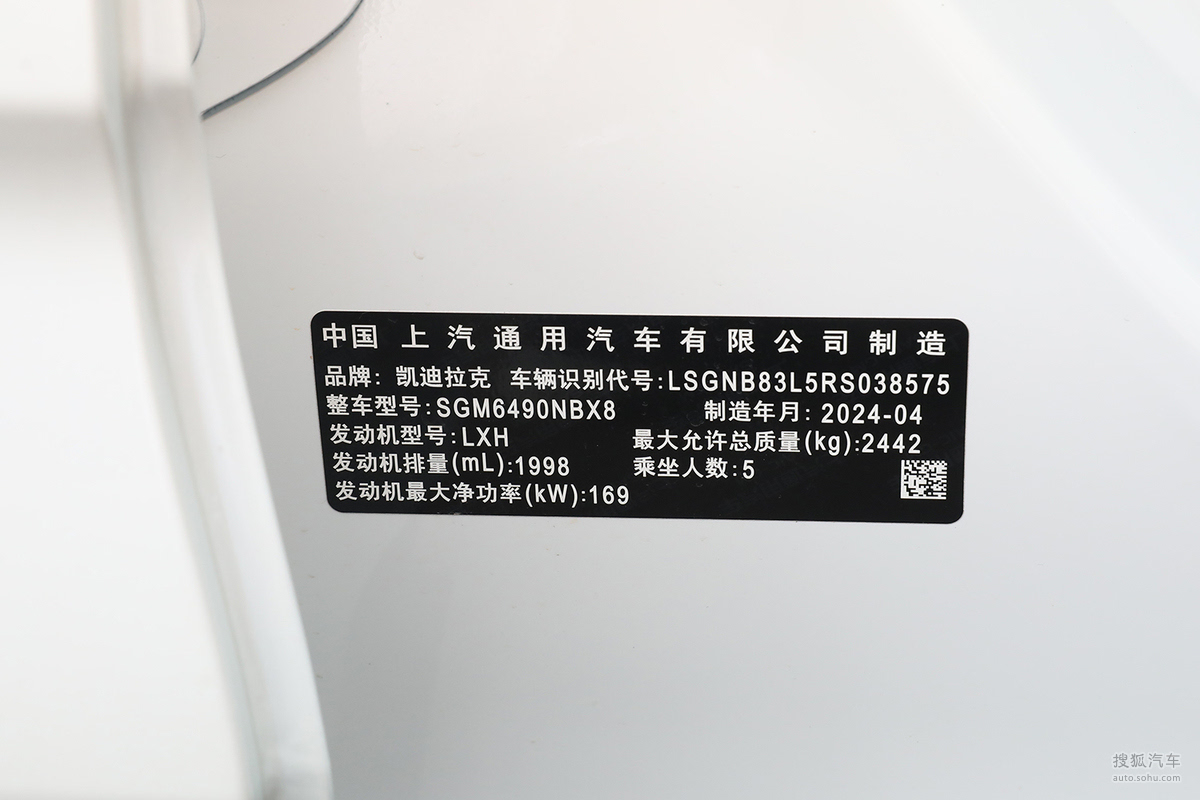 中国 上汽通用汽车有限公司制造
品牌: 凯迪拉克 车辆识别代号:LSGNB83L5RS038575
整车型号:SGM6490NBX8 制造年月: 2024-04
发动机型号:LXH 最大允许总质量(kg):2442
发动机排量(mL):1998 乘坐人数:5
发动机最大净功率(kW):169
搜狐汽车
auto.sohu.com